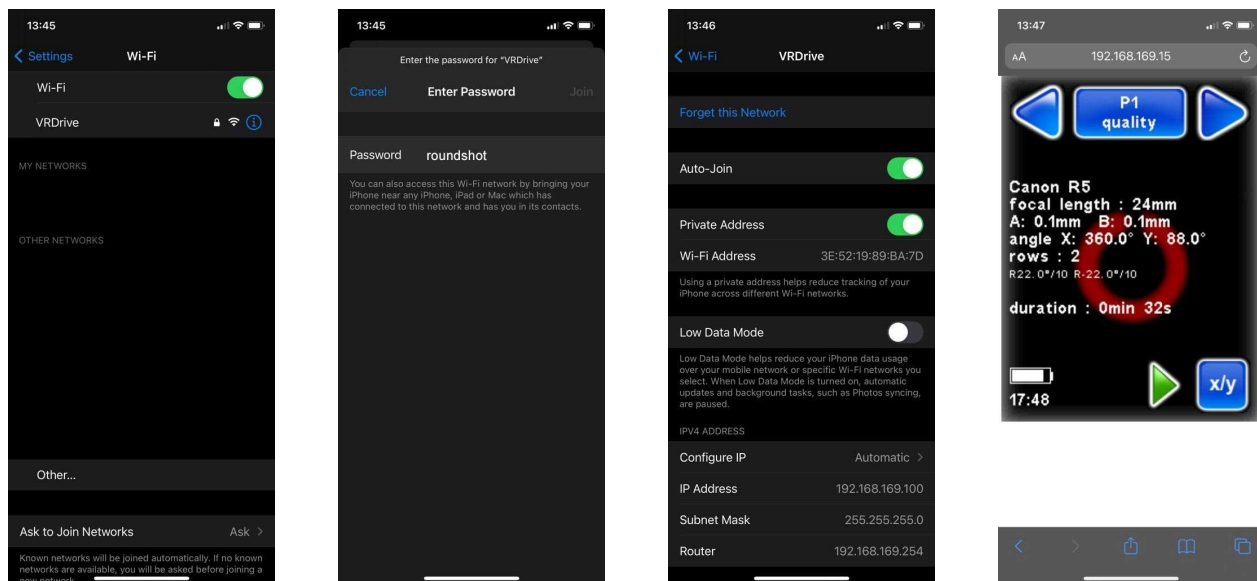 13:45
Settings
Wi-Fi
Wi-Fi
VRDrive
MY NETWORKS
OTHER NETWORKS
Other...
Ask to Join Networks Ask
Known networks will be joined automatically. If no known
networks are available, you will be asked before joining a
new network.
13:45
Enter the password for “VRDrive”
Cancel Enter Password Join
Password roundshot
You can also access this Wi-Fi network by bringing your
iPhone near any iPhone, iPad or Mac which has
connected to this network and has you in its contacts.
13:46
Wi-Fi VRDrive
Forget this Network
Auto-Join
Private Address
Wi-Fi Address 3E:52:19:89:BA:7D
Using a private address helps reduce tracking of your
iPhone across different Wi-Fi networks.
Low Data Mode
Low Data Mode helps reduce your iPhone data usage
over your mobile network or specific Wi-Fi networks you
select. When Low Data Mode is turned on, automatic
updates and background tasks, such as Photos syncing,
are paused.
IPV4 ADDRESS
Configure IP Automatic
IP Address 192.168.169.100
Subnet Mask 255.255.255.0
Router 192.168.169.254
13:47
AA 192.168.169.15
P1
quality
Canon R5
focal length : 24mm
A: 0.1mm B: 0.1mm
angle X: 360.0° Y: 88.0°
rows : 2
R22.0°/10 R-22.0°/10
duration : 0min 32s
17:48
x/y